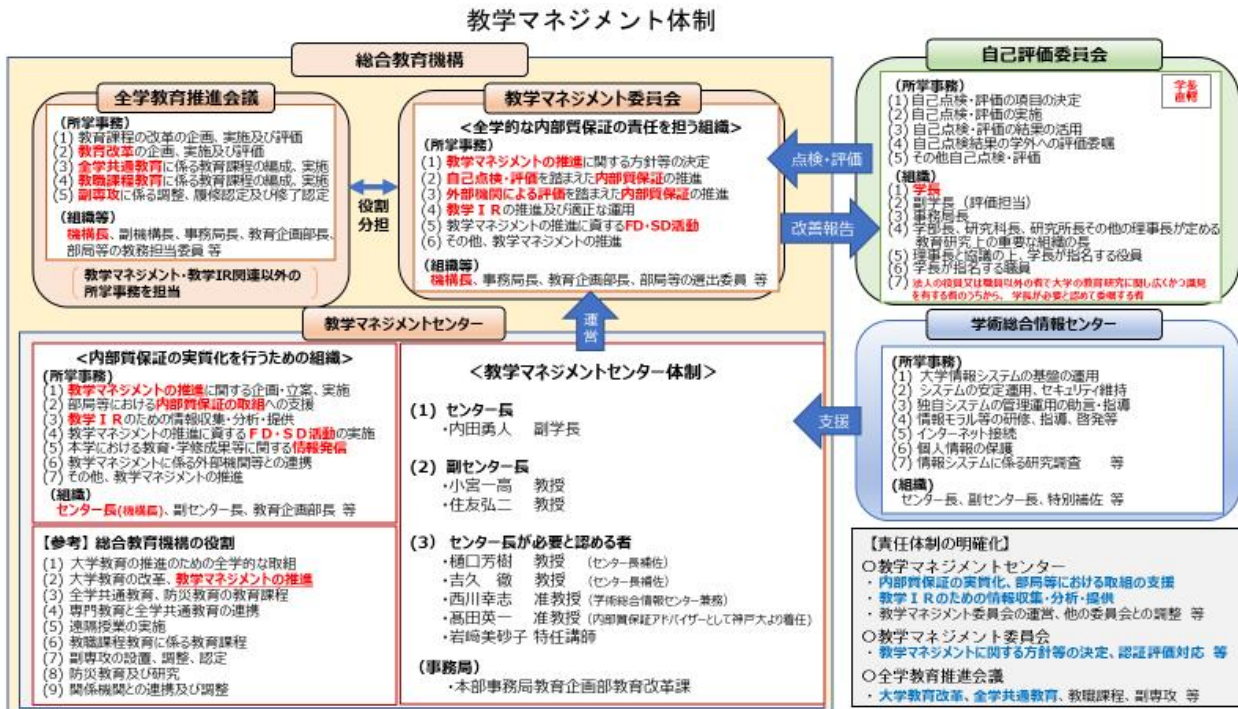 教学マネジメント体制
総合教育機構
全学教育推進会議
(所掌事務)
(1) 教育課程の改革の企画、実施及び評価
(2) 教育改革の企画、実施及び評価
(3) 全学共通教育に係る教育課程の編成、実施
(4) 教職課程教育に係る教育課程の編成、実施
(5) 副専攻に係る調整、履修認定及び修了認定
(組織等)
機構長、副機構長、事務局長、教育企画部長、
部局等の教務担当委員 等
教学マネジメント・教学IR関連以外の
所掌事務を担当
役割
分担
教学マネジメント委員会
<全学的な内部質保証の責任を担う組織>
(所掌事務)
(1) 教学マネジメントの推進に関する方針等の決定
(2) 自己点検・評価を踏まえた内部質保証の推進
(3) 外部機関による評価を踏まえた内部質保証の推進
(4) 教学IRの推進及び適正な運用
(5) 教学マネジメントの推進に資するFD・SD活動
(6) その他、教学マネジメントの推進
(組織等)
機構長、事務局長、教育企画部長、部局等の選出委員 等
点検・評価
改善報告
自己評価委員会
(所掌事務)
学長
直轄
(1) 自己点検・評価の項目の決定
(2) 自己点検・評価の実施
(3) 自己点検・評価の結果の活用
(4) 自己点検結果の学外への評価委嘱
(5) その他自己点検・評価
(組織)
(1) 学長
(2) 副学長（評価担当）
(3) 事務局長
(4) 学部長、研究科長、研究所長その他の理事長が定める
教育研究上の重要な組織の長
(5) 理事長と協議の上、学長が指名する役員
(6) 学長が指名する職員
(7) 法人の役員又は職員以外の者で大学の教育研究に関し広くかつ識見
を有する者のうちから、学長が必要と認めて委嘱する者
教学マネジメントセンター
運営
<内部質保証の実質化を行うための組織>
(所掌事務)
(1) 教学マネジメントの推進に関する企画・立案、実施
(2) 部局等における内部質保証の取組への支援
(3) 教学IRのための情報収集・分析・提供
(4) 教学マネジメントの推進に資するFD・SD活動の実施
(5) 本学における教育・学修成果等に関する情報発信
(6) 教学マネジメントに係る外部機関等との連携
(7) その他、教学マネジメントの推進
(組織)
センター長(機構長)、副センター長、教育企画部長 等
【参考】総合教育機構の役割
(1) 大学教育の推進のための全学的な取組
(2) 大学教育の改革、教学マネジメントの推進
(3) 全学共通教育、防災教育の教育課程
(4) 専門教育と全学共通教育の連携
(5) 遠隔授業の実施
(6) 教職課程教育に係る教育課程
(7) 副専攻の設置、調整、認定
(8) 防災教育及び研究
(9) 関係機関との連携及び調整
<教学マネジメントセンター体制>
(1) センター長
・内田勇人 副学長
(2) 副センター長
・小宮一高 教授
・住友弘二 教授
(3) センター長が必要と認める者
・樋口芳樹 教授 (センター長補佐)
・吉久 徹 教授 (センター長補佐)
・西川幸志 准教授 (学術総合情報センター兼務)
・髙田英一 准教授 (内部質保証アドバイザーとして神戸大より着任)
・岩﨑美砂子 特任講師
(事務局)
・本部事務局教育企画部教育改革課
支援
学術総合情報センター
(所掌事務)
(1) 大学情報システムの基盤の運用
(2) システムの安定運用、セキュリティ維持
(3) 独自システムの管理運用の助言・指導
(4) 情報モラル等の研修、指導、啓発等
(5) インターネット接続
(6) 個人情報の保護
(7) 情報システムに係る研究調査 等
(組織)
センター長、副センター長、特別補佐 等
【責任体制の明確化】
〇教学マネジメントセンター
・内部質保証の実質化、部局等における取組の支援
・教学IRのための情報収集・分析・提供
・教学マネジメント委員会の運営、他の委員会との調整 等
〇教学マネジメント委員会
・教学マネジメントに関する方針等の決定、認証評価対応 等
〇全学教育推進会議
・大学教育改革、全学共通教育、教職課程、副専攻 等